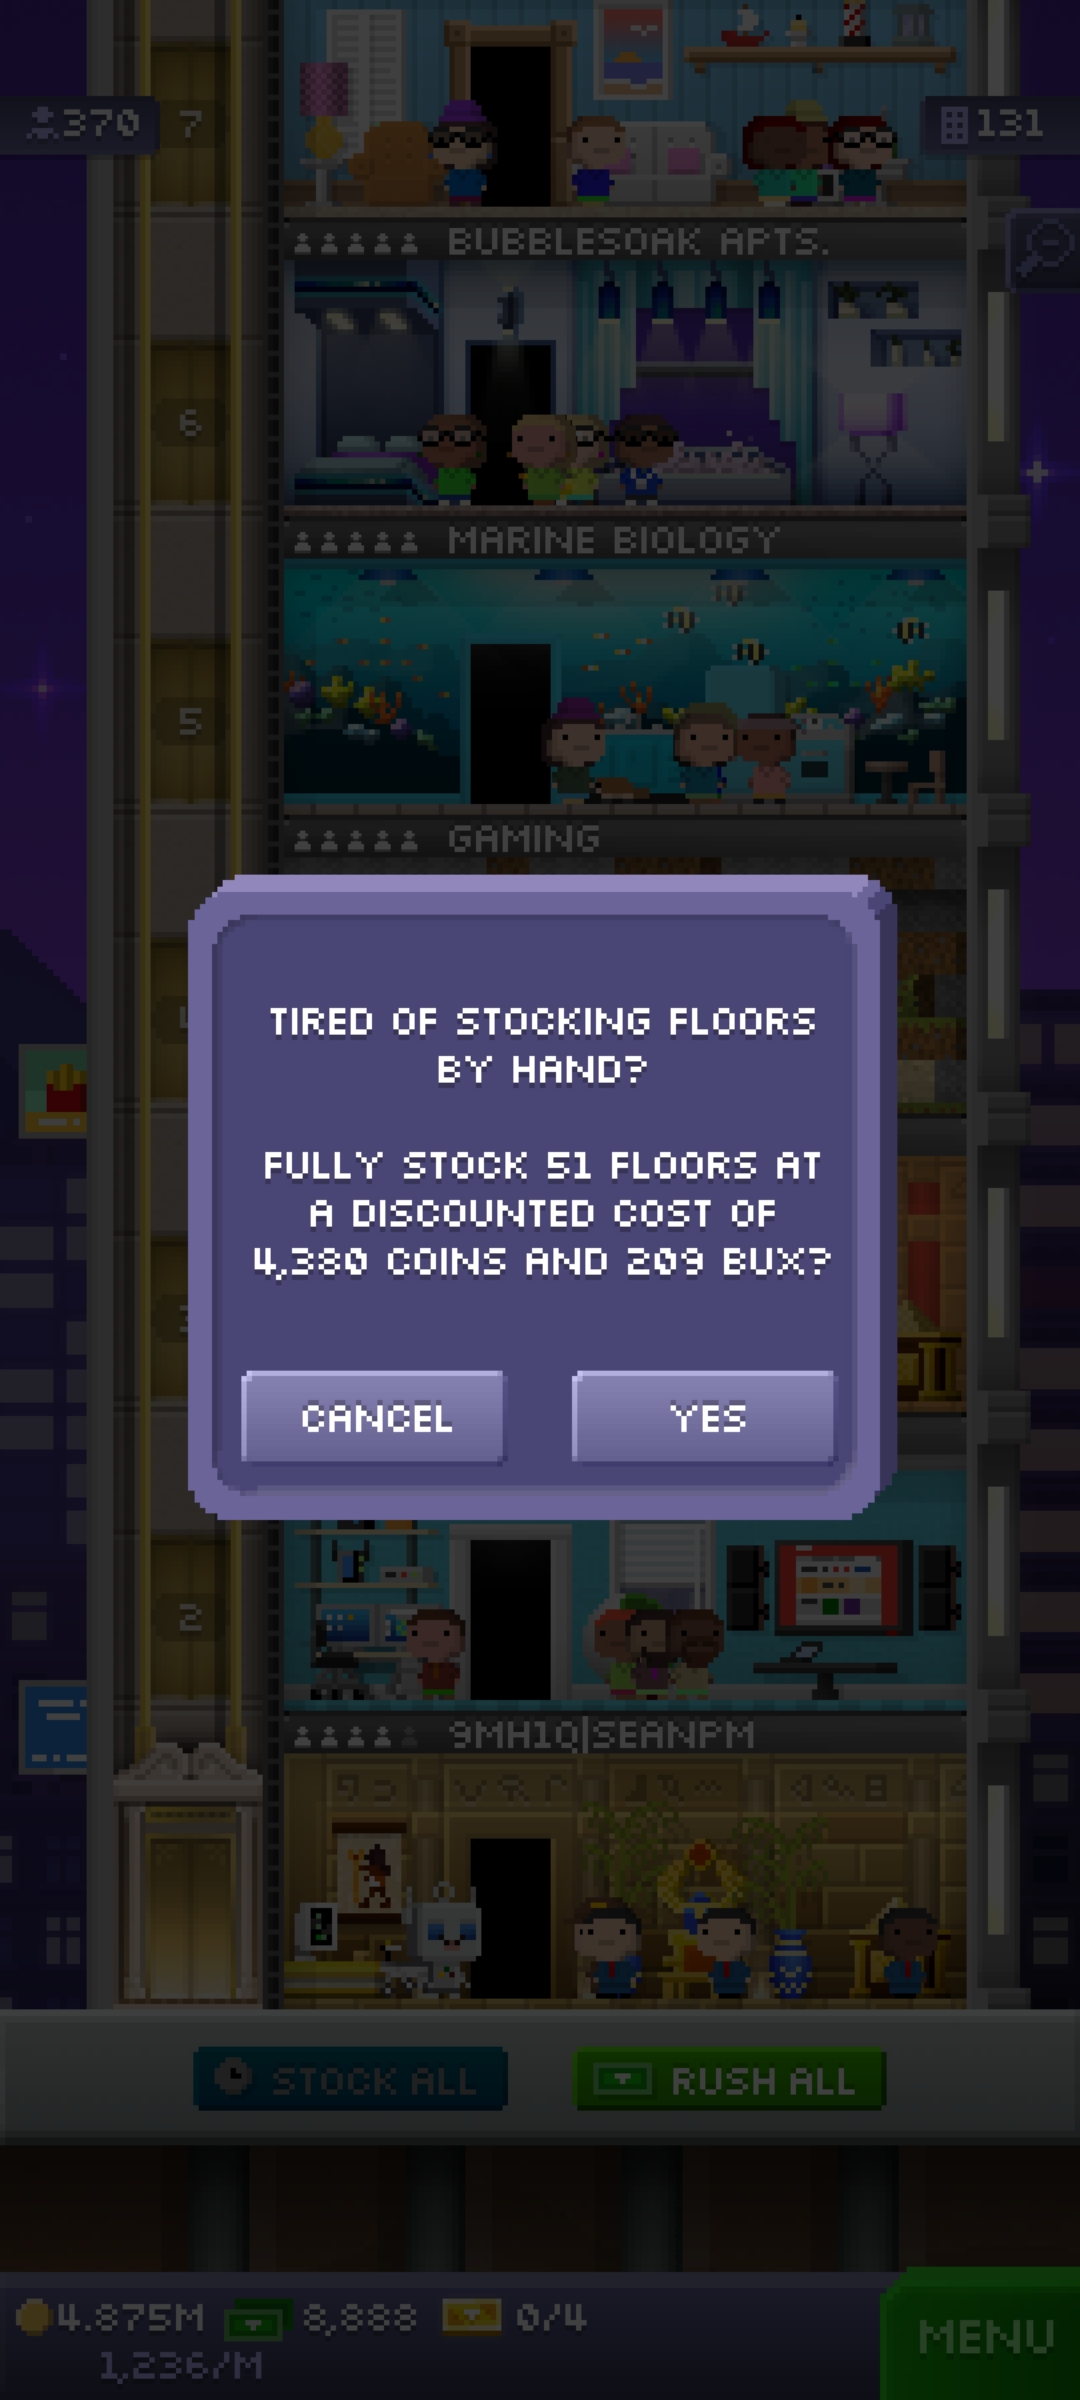 370
7
131
BUBBLESOAK APTS.
6
MARINE BIOLOGY
5
GAMING
TIRED OF STOCKING FLOORS
BY HAND?
FULLY STOCK 51 FLOORS AT
A DISCOUNTED COST OF
4,380 COINS AND 209 BUX?
CANCEL
YES
2
9MH1Q|SEANPM
STOCK ALL
RUSH ALL
4.875M
8,888
0/4
1,236/M
MENU